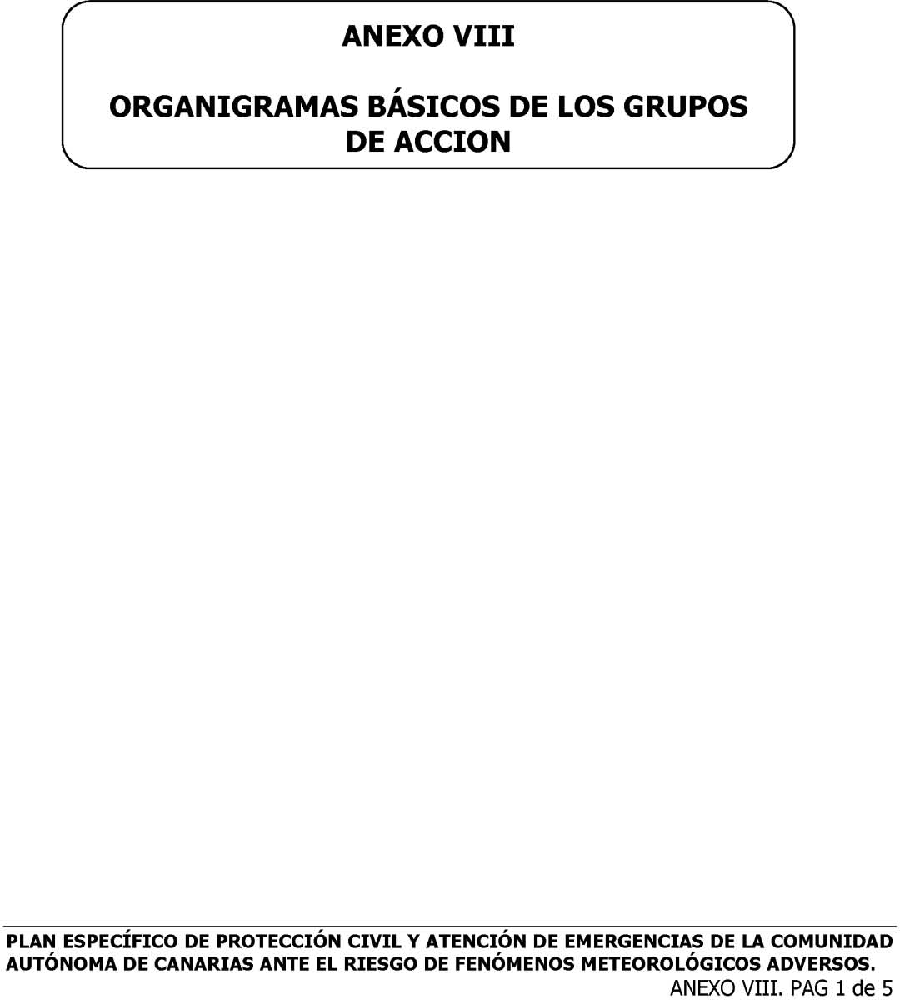 ANEXO VIII
ORGANIGRAMAS BÁSICOS DE LOS GRUPOS
DE ACCION
PLAN ESPECÍFICO DE PROTECCIÓN CIVIL Y ATENCIÓN DE EMERGENCIAS DE LA COMUNIDAD
AUTÓNOMA DE CANARIAS ANTE EL RIESGO DE FENÓMENOS METEOROLÓGICOS ADVERSOS.
ANEXO VIII. PAG 1 de 5